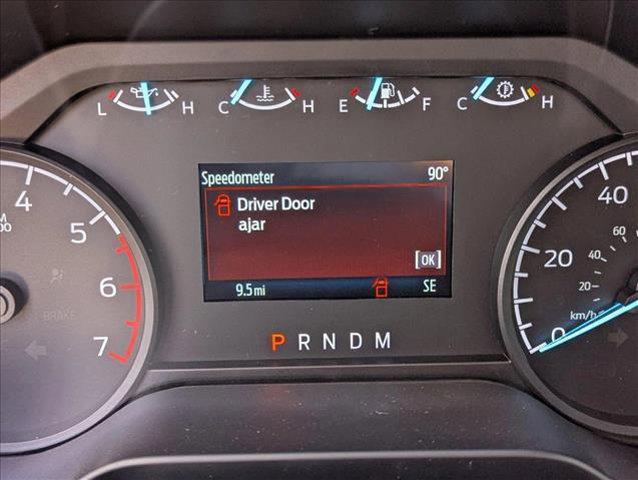 L H C H E F C H
Speedometer 90°
Driver Door
ajar
[OK]
9.5 mi SE
P R N D M
4
5
6
7
BRAKE
40
20
0
60
40
20
km/h